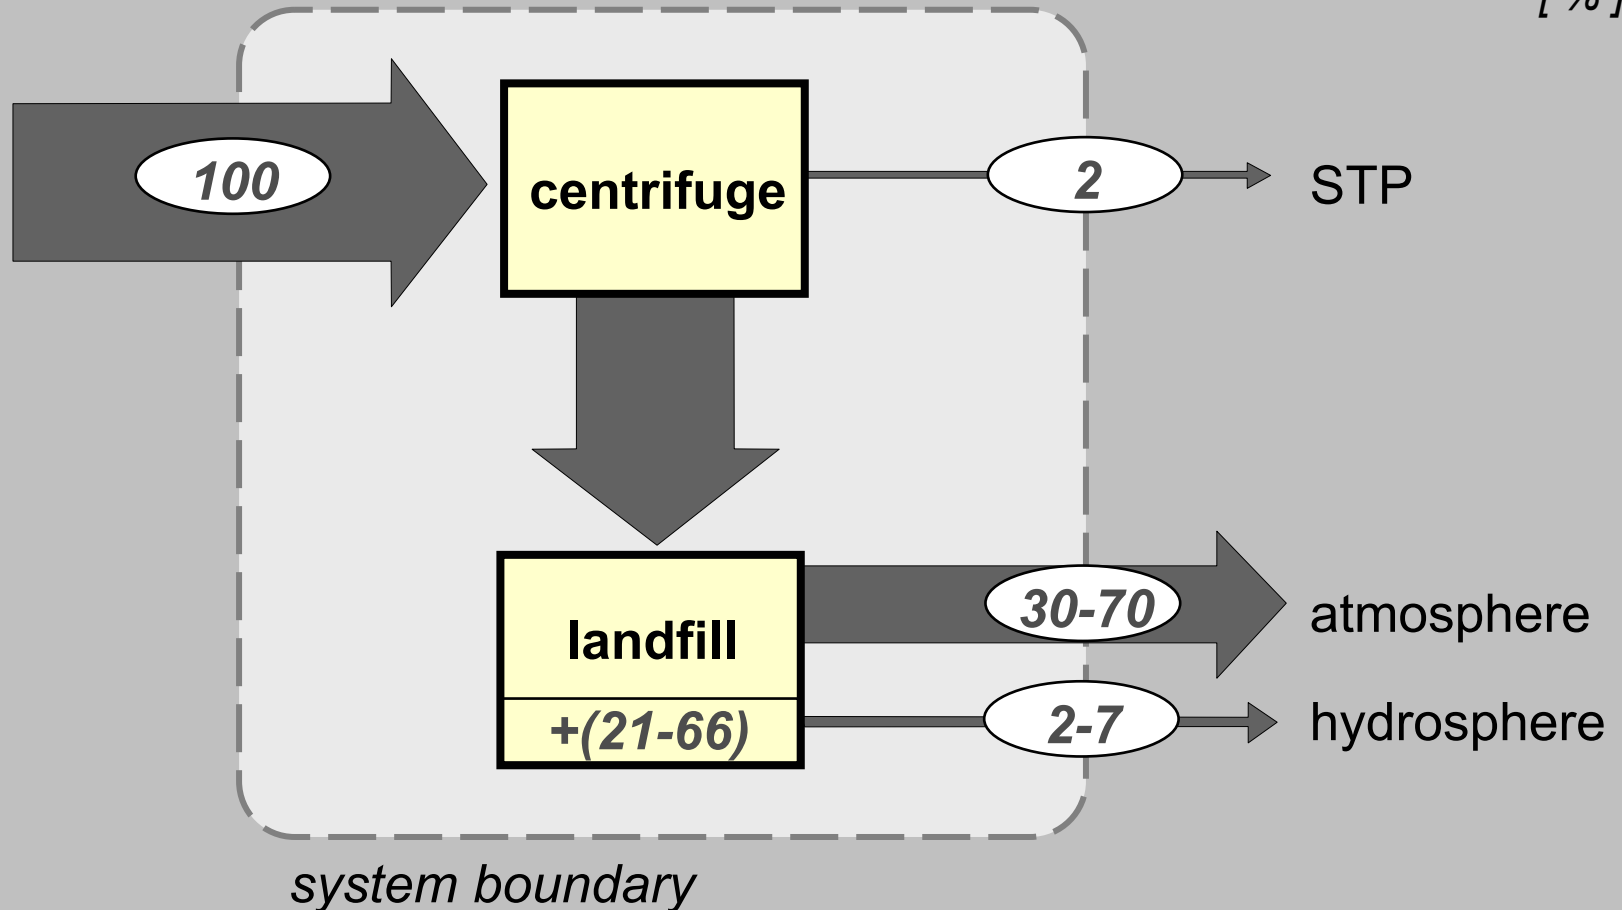 [ % ]
100
centrifuge
2
STP
30-70
atmosphere
landfill
+(21-66)
2-7
hydrosphere
system boundary